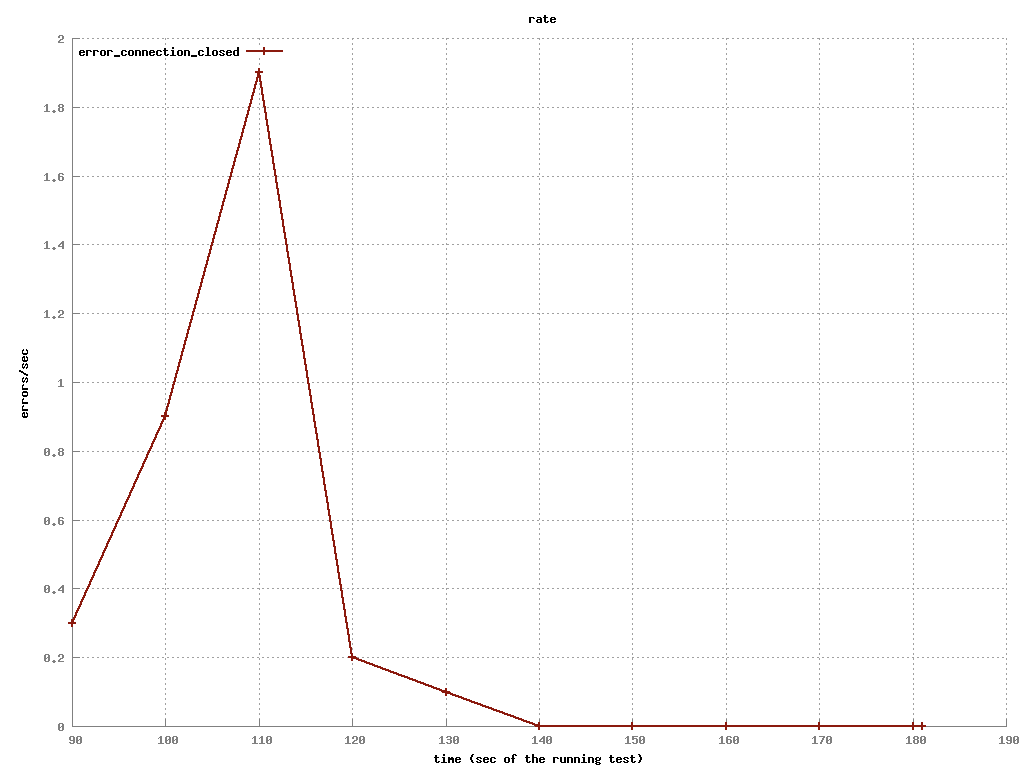 rate
error_connection_closed
2
1.8
1.6
1.4
1.2
1
0.8
0.6
0.4
0.2
0
errors/sec
90 100 110 120 130 140 150 160 170 180 190
time (sec of the running test)